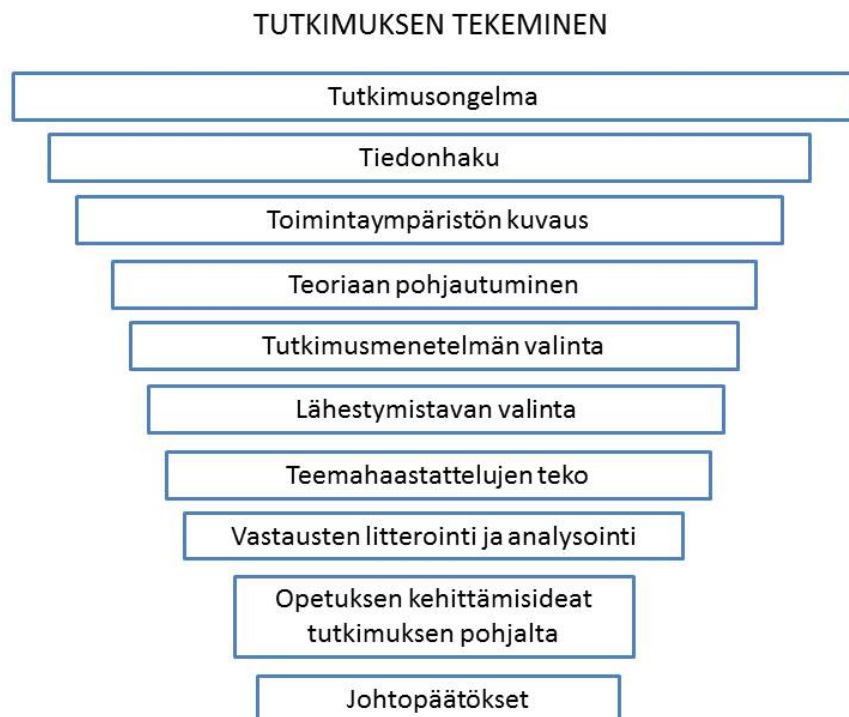 TUTKIMUKSEN TEKEMINEN
Tutkimusongelma
Tiedonhaku
Toimintaympäristön kuvaus
Teoriaan pohjautuminen
Tutkimusmenetelmän valinta
Lähestymistavan valinta
Teemahaastattelujen teko
Vastausten litterointi ja analysointi
Opetuksen kehittämisideat
tutkimuksen pohjalta
Johtopäätökset